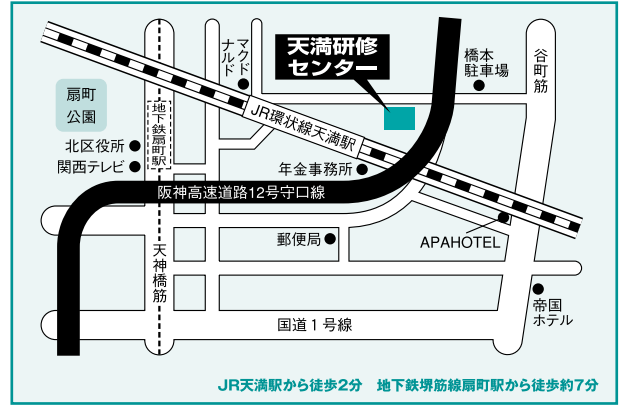 天満研修
センター
マクド
ナルド
橋本
駐車場
谷町筋
扇町
公園
地下鉄扇町駅
JR環状線天満駅
北区役所
関西テレビ
年金事務所
阪神高速道路12号守口線
天神橋筋
郵便局
APAHOTEL
帝国
ホテル
国道1号線
JR天満駅から徒歩2分 地下鉄堺筋線扇町駅から徒歩約7分